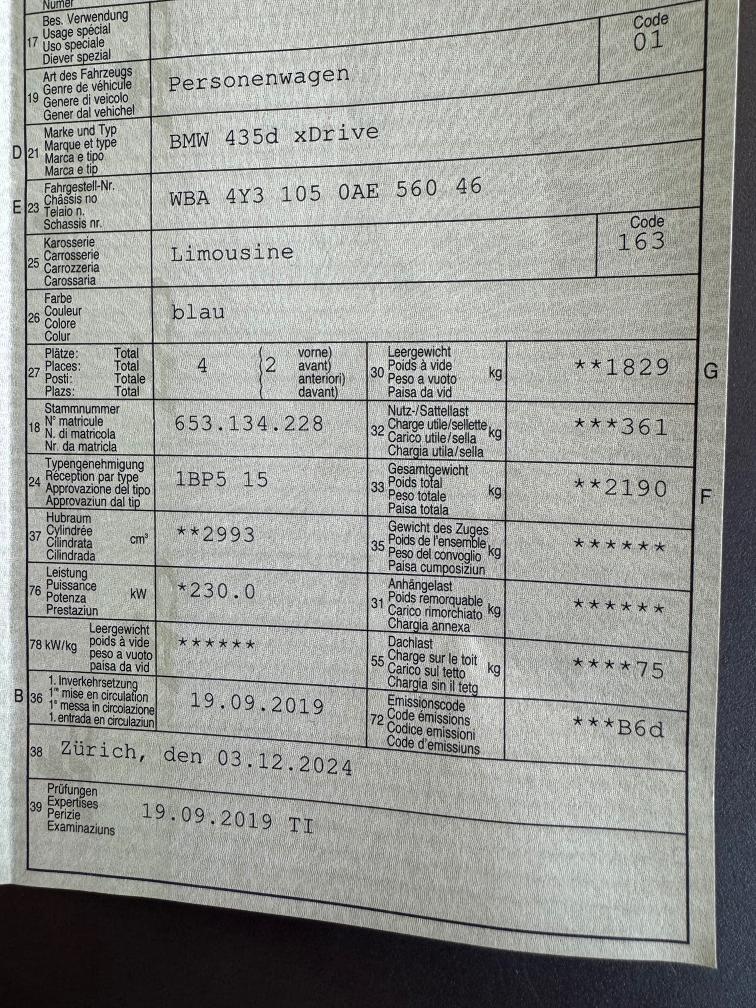 Numer
17 Bes. Verwendung
Usage spécial
Uso speciale
Diever spezial
Code
01
19 Art des Fahrzeugs
Genre de véhicule
Genere di veicolo
Gener dal vehichel
Personenwagen
D 21 Marke und Typ
Marque et type
Marca e tipo
Marca e tip
BMW 435d xDrive
E 23 Fahrgestell-Nr.
Châssis no
Telaio n.
Schassis nr.
WBA 4Y3 105 0AE 560 46
25 Karosserie
Carrosserie
Carrozzeria
Carossaria
Limousine
Code
163
26 Farbe
Couleur
Colore
Colur
blau
27 Plätze: Total
Places: Total
Posti: Totale
Plazs: Total
4
2
vorne)
avant)
anteriori)
davant)
30 Leergewicht
Poids à vide
Peso a vuoto
Paisa da vid
kg
**1829
G
18 Stammnummer
N° matricule
N. di matricola
Nr. da matricla
653.134.228
32 Nutz-/Sattellast
Charge utile/sellette
Carico utile/sella
Chargia utila/sella
kg
***361
24 Typengenehmigung
Réception par type
Approvazione del tipo
Approvaziun dal tip
1BP5 15
33 Gesamtgewicht
Poids total
Peso totale
Paisa totala
kg
**2190
F
37 Hubraum
Cylindrée
Cilindrata
Cilindrada
cm³
**2993
35 Gewicht des Zuges
Poids de l'ensemble
Peso del convoglio
Paisa cumposiziun
kg
******
76 Leistung
Puissance
Potenza
Prestaziun
kW
*230.0
31 Anhängelast
Poids remorquable
Carico rimorchiato
Chargia annexa
kg
******
78 kW/kg
Leergewicht
poids à vide
peso a vuoto
paisa da vid
******
55 Dachlast
Charge sur le toit
Carico sul tetto
Chargia sin il tetg
kg
****75
B 36 1. Inverkehrsetzung
1re mise en circulation
1a messa in circolazione
1. entrada en circulaziun
19.09.2019
72 Emissionscode
Code émissions
Codice emissioni
Code d'emissiuns
***B6d
38 Zürich, den 03.12.2024
39 Prüfungen
Expertises
Perizie
Examinaziuns
19.09.2019 TI